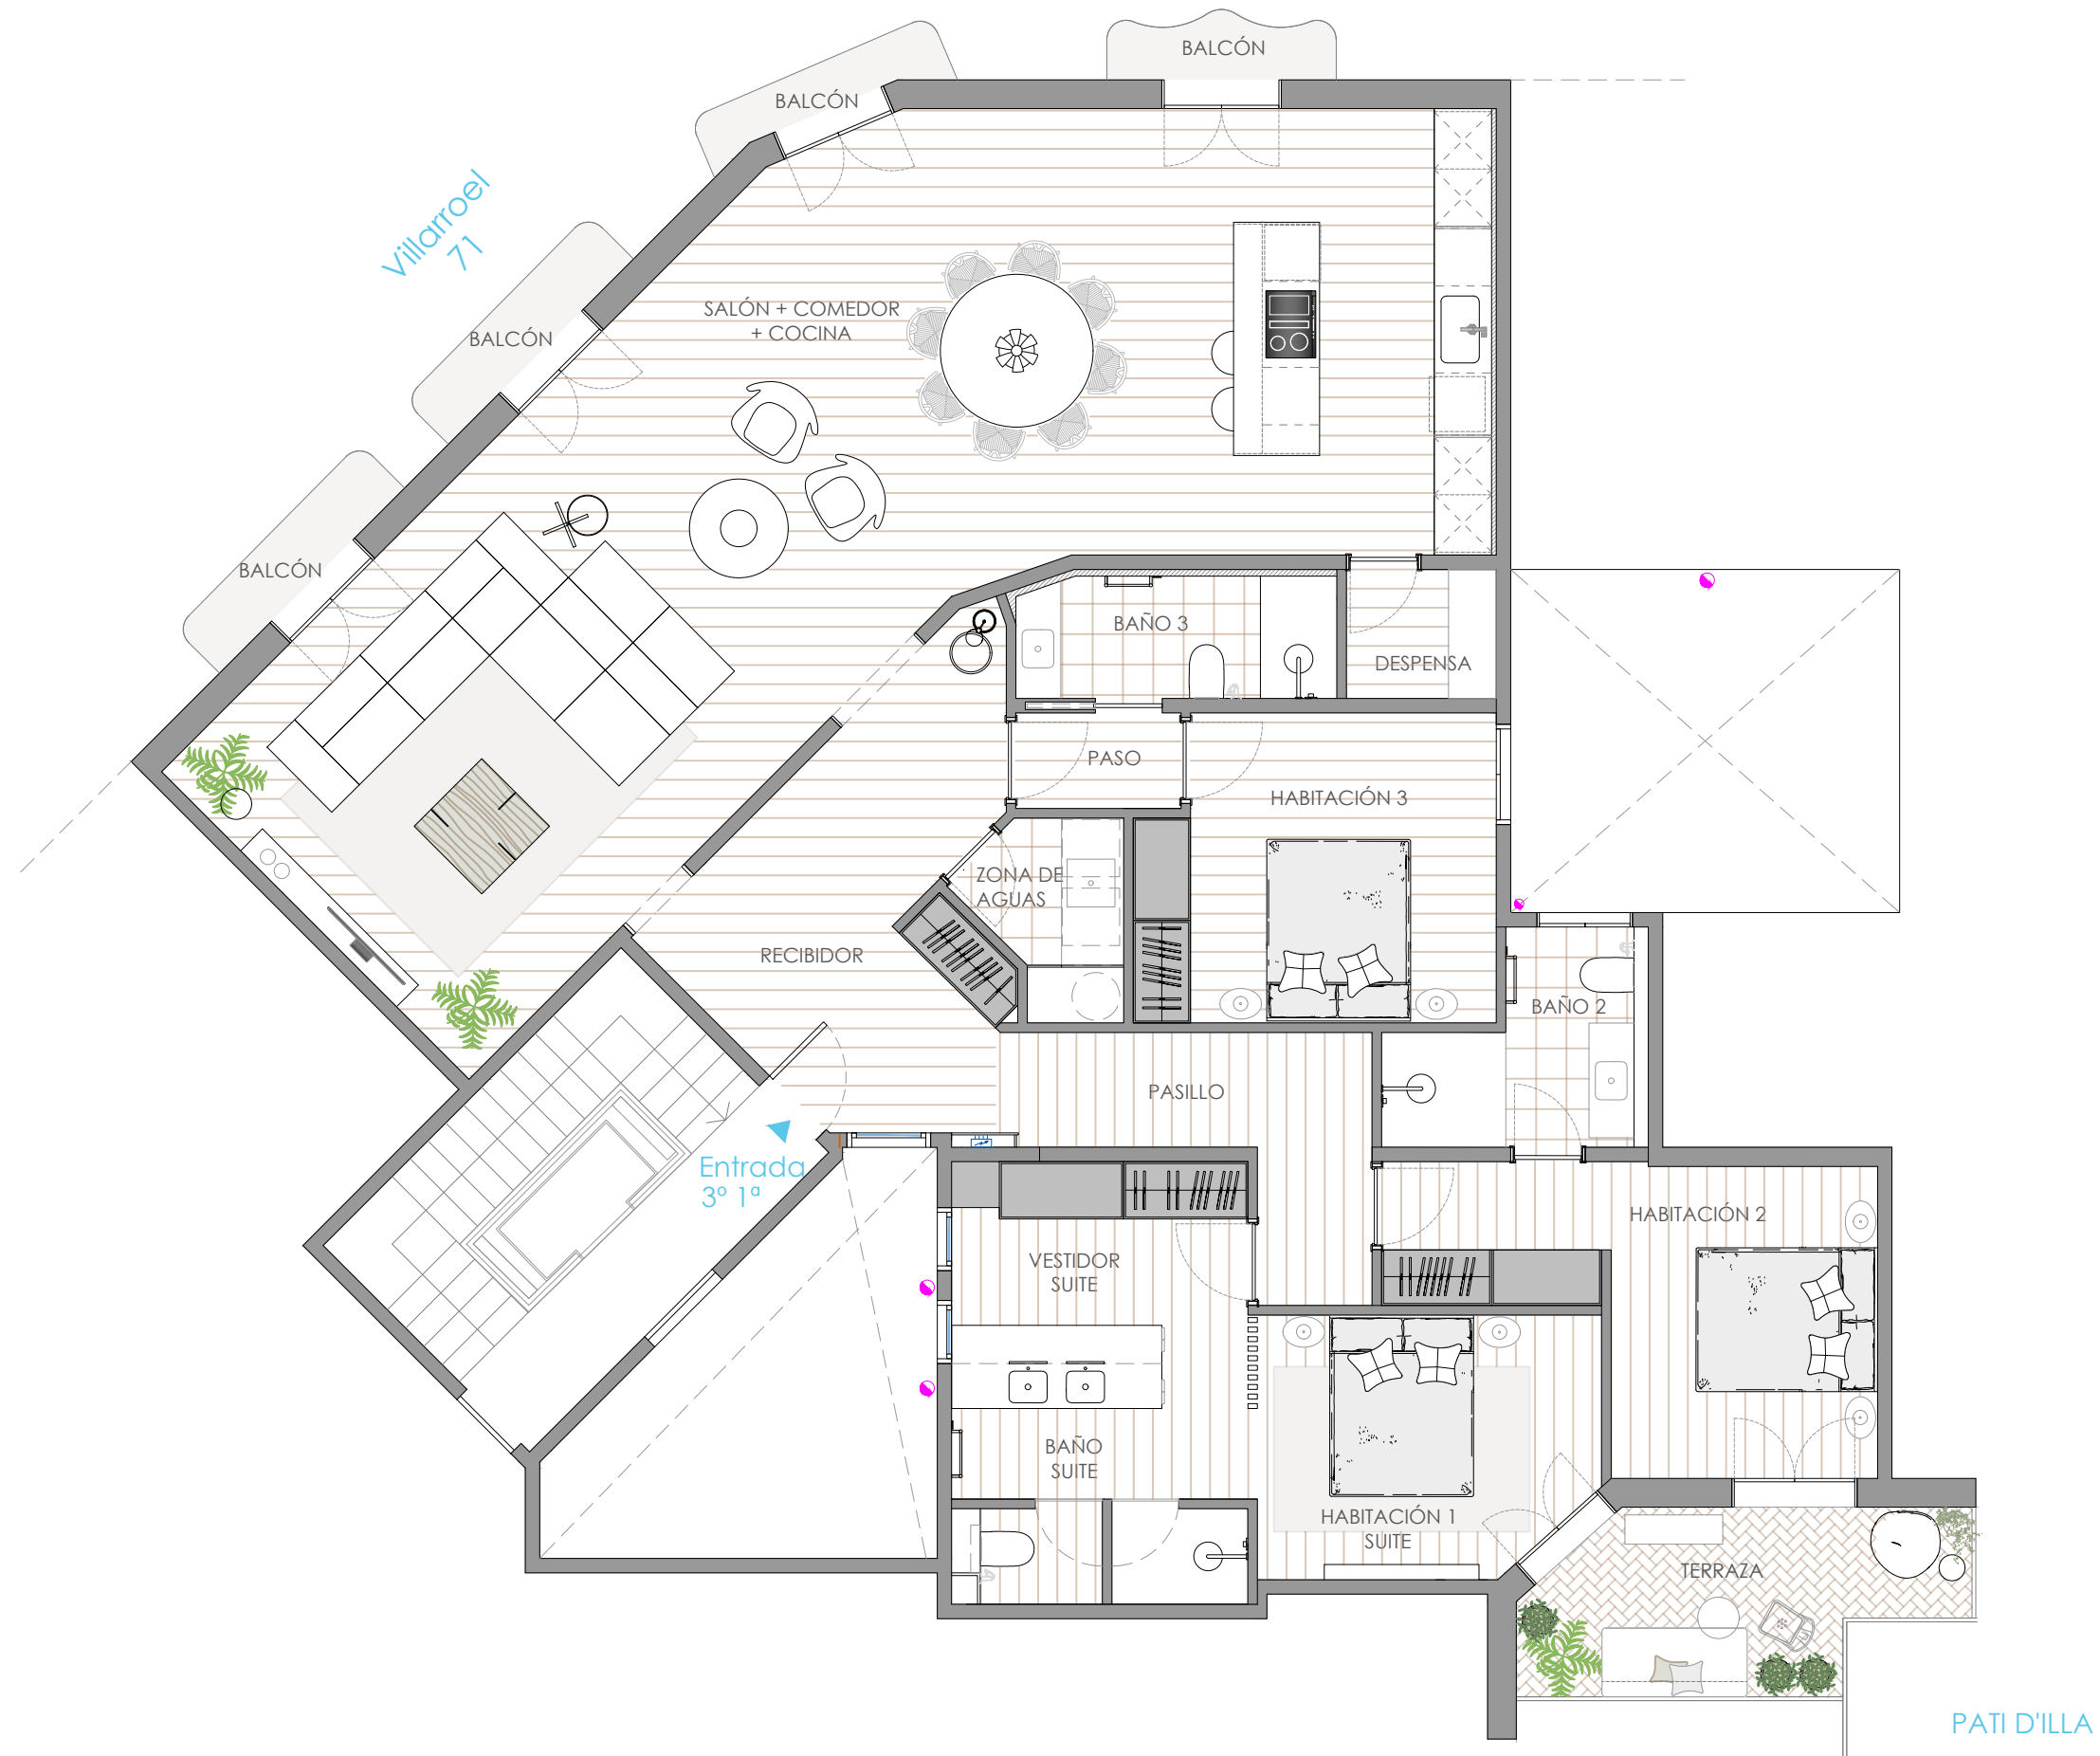 BALCÓN
BALCÓN
Villarroel
71
SALÓN + COMEDOR
+ COCINA
BALCÓN
BALCÓN
BAÑO 3
DESPENSA
PASO
HABITACIÓN 3
ZONA DE
AGUAS
RECIBIDOR
BAÑO 2
PASILLO
Entrada
3º 1ª
HABITACIÓN 2
VESTIDOR
SUITE
BAÑO
SUITE
HABITACIÓN 1
SUITE
TERRAZA
PATI D'ILLA